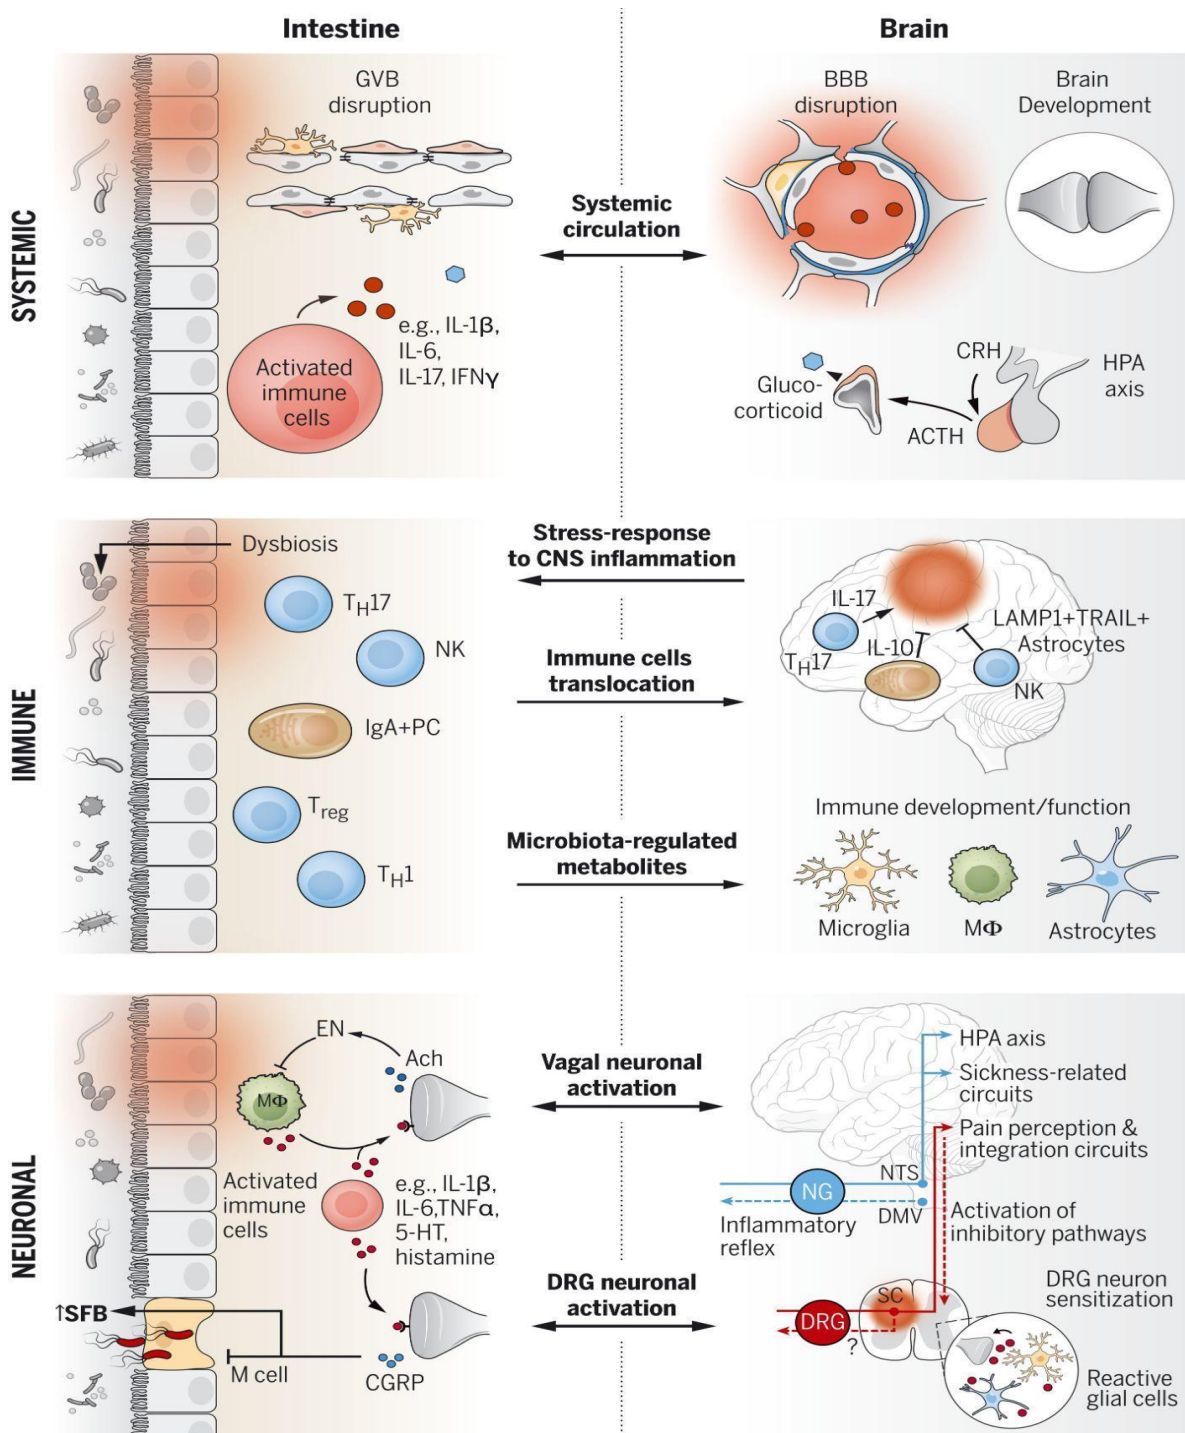 Intestine
Brain
SYSTEMIC
GVB
disruption
e.g., IL-1β,
IL-6,
IL-17, IFNγ
Activated
immune
cells
Systemic
circulation
BBB
disruption
Brain
Development
CRH
HPA
axis
Gluco-
corticoid
ACTH
IMMUNE
Dysbiosis
TH17
NK
IgA+PC
Treg
TH1
Stress-response
to CNS inflammation
Immune cells
translocation
Microbiota-regulated
metabolites
IL-17
TH17
IL-10
LAMP1+TRAIL+
Astrocytes
NK
Immune development/function
Microglia
MΦ
Astrocytes
NEURONAL
EN
Ach
MΦ
Activated
immune
cells
e.g., IL-1β,
IL-6,TNFα,
5-HT,
histamine
↑SFB
M cell
CGRP
Vagal neuronal
activation
DRG neuronal
activation
HPA axis
Sickness-related
circuits
Pain perception &
integration circuits
NTS
NG
DMV
Inflammatory
reflex
Activation of
inhibitory pathways
SC
DRG
?
DRG neuron
sensitization
Reactive
glial cells